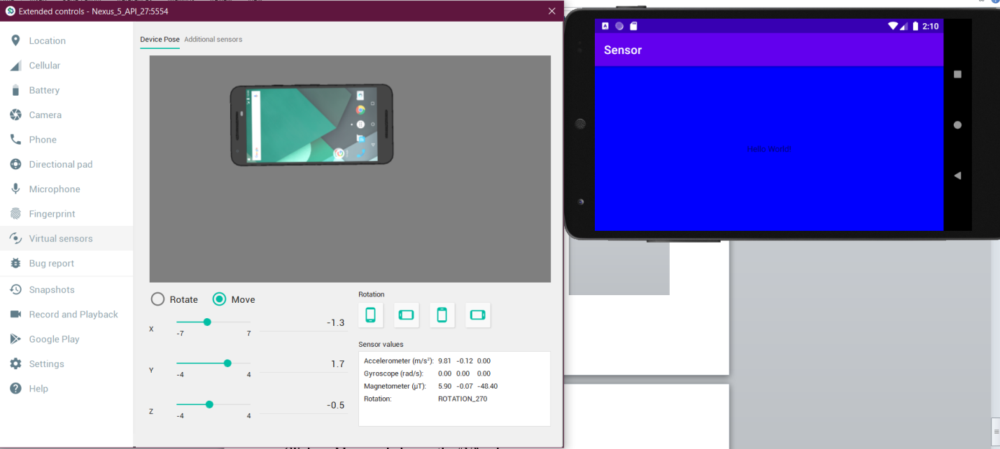 Extended controls - Nexus_5_API_27:5554
Location
Cellular
Battery
Camera
Phone
Directional pad
Microphone
Fingerprint
Virtual sensors
Bug report
Snapshots
Record and Playback
Google Play
Settings
Help
Device Pose Additional sensors
Rotate Move
X -1.3
-7 7
Y 1.7
-4 4
Z -0.5
-4 4
Rotation
Sensor values
Accelerometer (m/s²): 9.81 -0.12 0.00
Gyroscope (rad/s): 0.00 0.00 0.00
Magnetometer (μT): 5.90 -0.07 -48.40
Rotation: ROTATION_270
A 2:10
Sensor
Hello World!